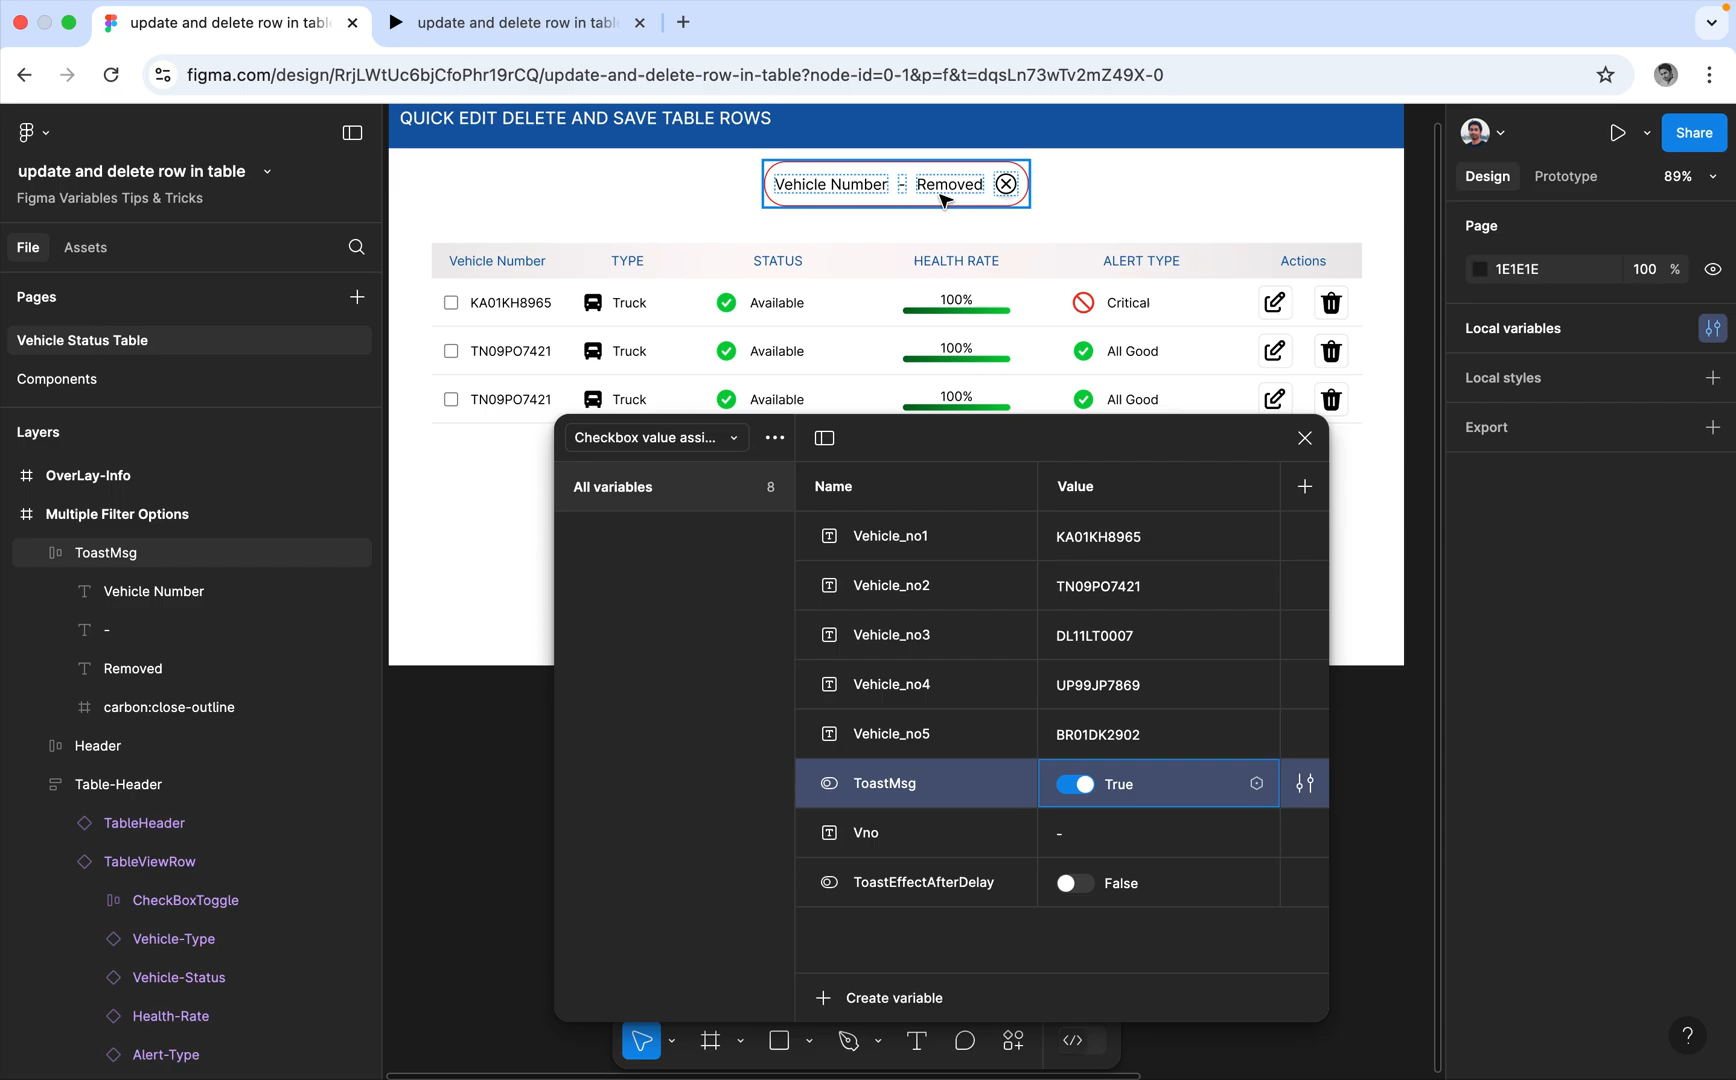 update and delete row in tabl
update and delete row in tabl
figma.com/design/RrjLWtUc6bjCfoPhr19rCQ/update-and-delete-row-in-table?node-id=0-1&p=f&t=dqsLn73wTv2mZ49X-0
update and delete row in table
Figma Variables Tips & Tricks
File
Assets
Pages
Vehicle Status Table
Components
Layers
OverLay-Info
Multiple Filter Options
ToastMsg
Vehicle Number
-
Removed
carbon:close-outline
Header
Table-Header
TableHeader
TableViewRow
CheckBoxToggle
Vehicle-Type
Vehicle-Status
Health-Rate
Alert-Type
QUICK EDIT DELETE AND SAVE TABLE ROWS
Vehicle Number - Removed
Vehicle Number TYPE STATUS HEALTH RATE ALERT TYPE Actions
KA01KH8965 Truck Available 100% Critical
TN09PO7421 Truck Available 100% All Good
TN09PO7421 Truck Available 100% All Good
Checkbox value assi...
All variables 8
Name Value
Vehicle_no1 KA01KH8965
Vehicle_no2 TN09PO7421
Vehicle_no3 DL11LT0007
Vehicle_no4 UP99JP7869
Vehicle_no5 BR01DK2902
ToastMsg True
Vno -
ToastEffectAfterDelay False
Create variable
Share
Design Prototype 89%
Page
1E1E1E 100 %
Local variables
Local styles
Export
?